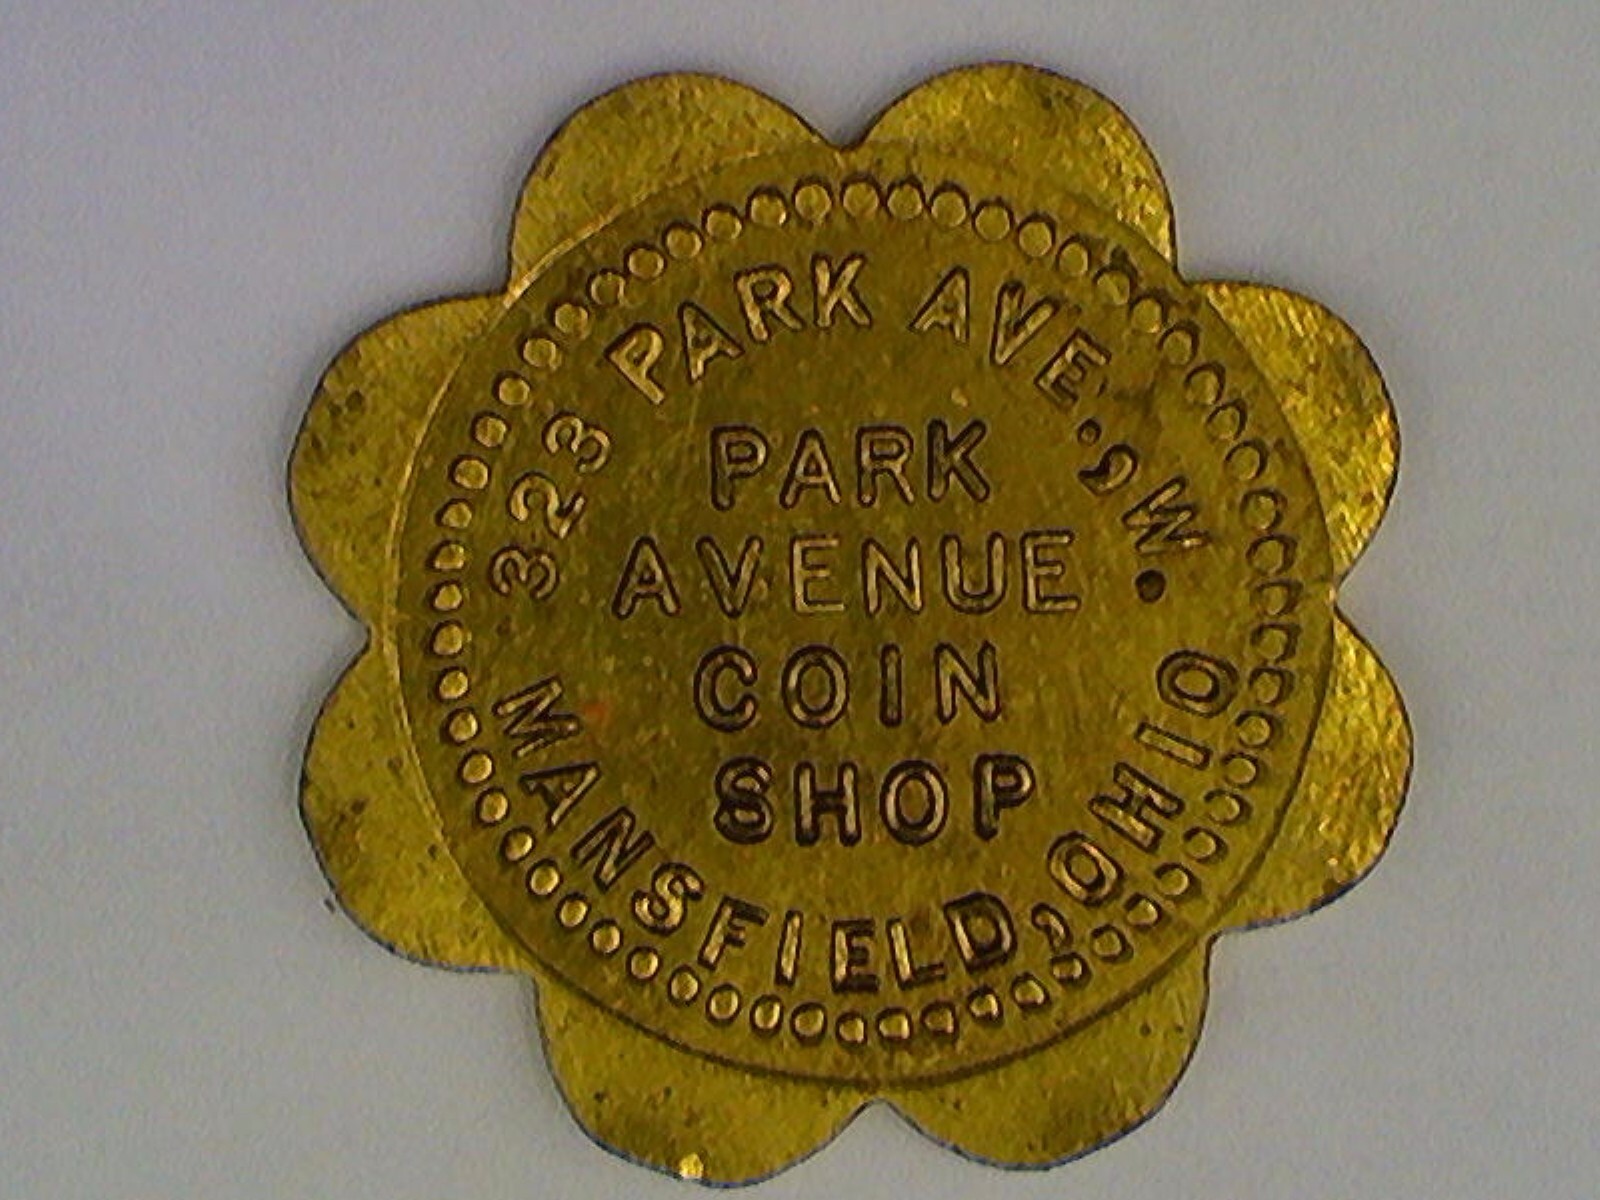 323 PARK AVE., W.
PARK
AVENUE
COIN
SHOP
MANSFIELD, OHIO